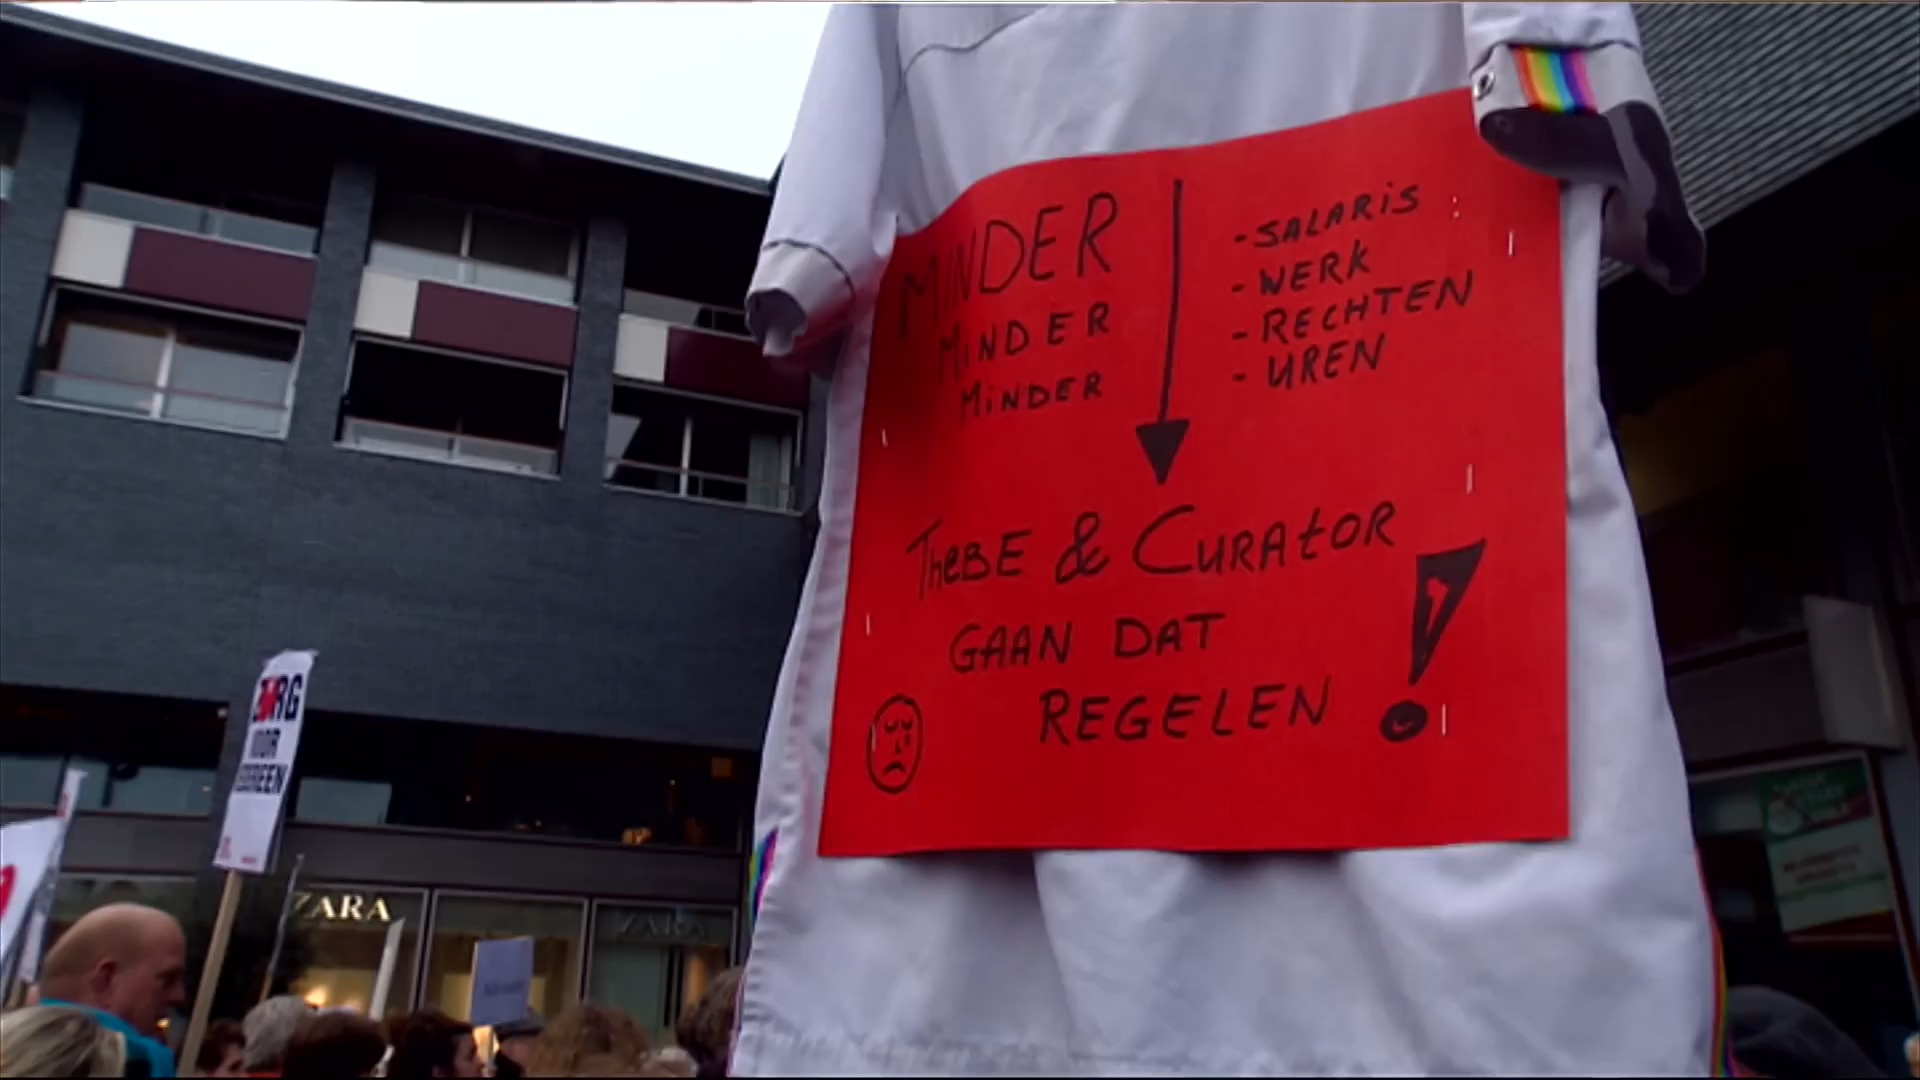 MINDER
MINDER
MINDER
- SALARIS
- WERK
- RECHTEN
- UREN
THEBE & CURATOR
GAAN DAT
REGELEN !
ZORG
VOOR
IEDEREEN
ZARA
ZARA